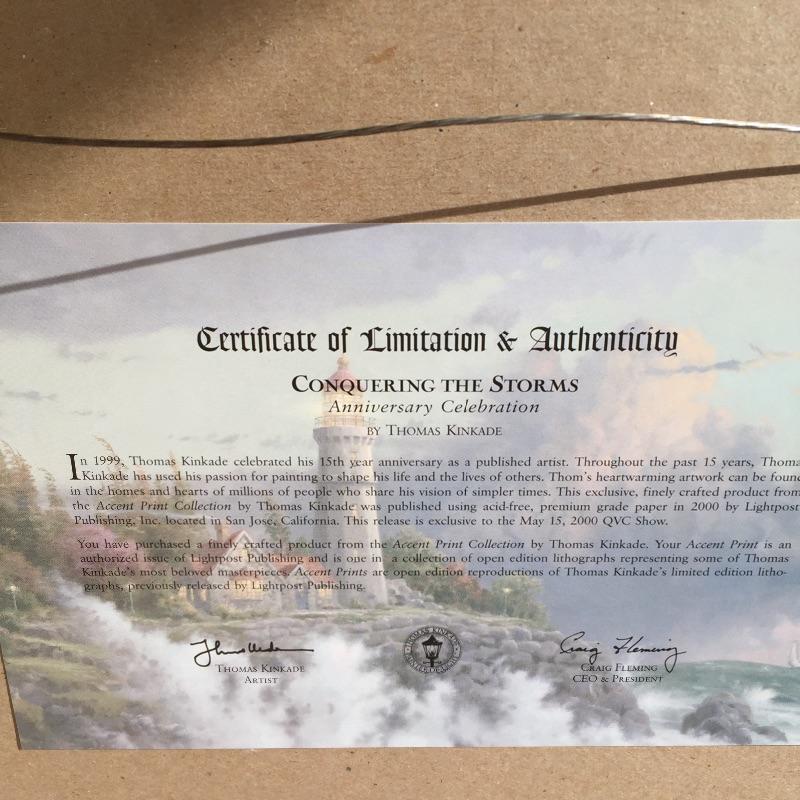 Certificate of Limitation & Authenticity
CONQUERING THE STORMS
Anniversary Celebration
BY THOMAS KINKADE
In 1999, Thomas Kinkade celebrated his 15th year anniversary as a published artist. Throughout the past 15 years, Thoma
Kinkade has used his passion for painting to shape his life and the lives of others. Thom's heartwarming artwork can be found
in the homes and hearts of millions of people who share his vision of simpler times. This exclusive, finely crafted product from
the Accent Print Collection by Thomas Kinkade was published using acid-free, premium grade paper in 2000 by Lightpost
Publishing, Inc. located in San José, California. This release is exclusive to the May 15, 2000 QVC Show.
You have purchased a finely crafted product from the Accent Print Collection by Thomas Kinkade. Your Accent Print is an
authorized issue of Lightpost Publishing and is one in a collection of open edition lithographs representing some of Thomas
Kinkade's most beloved masterpieces. Accent Prints are open edition reproductions of Thomas Kinkade's limited edition litho-
graphs, previously released by Lightpost Publishing.
THOMAS KINKADE
Craig Fleming
THOMAS KINKADE
CRAIG FLEMING
ARTIST
CEO & PRESIDENT